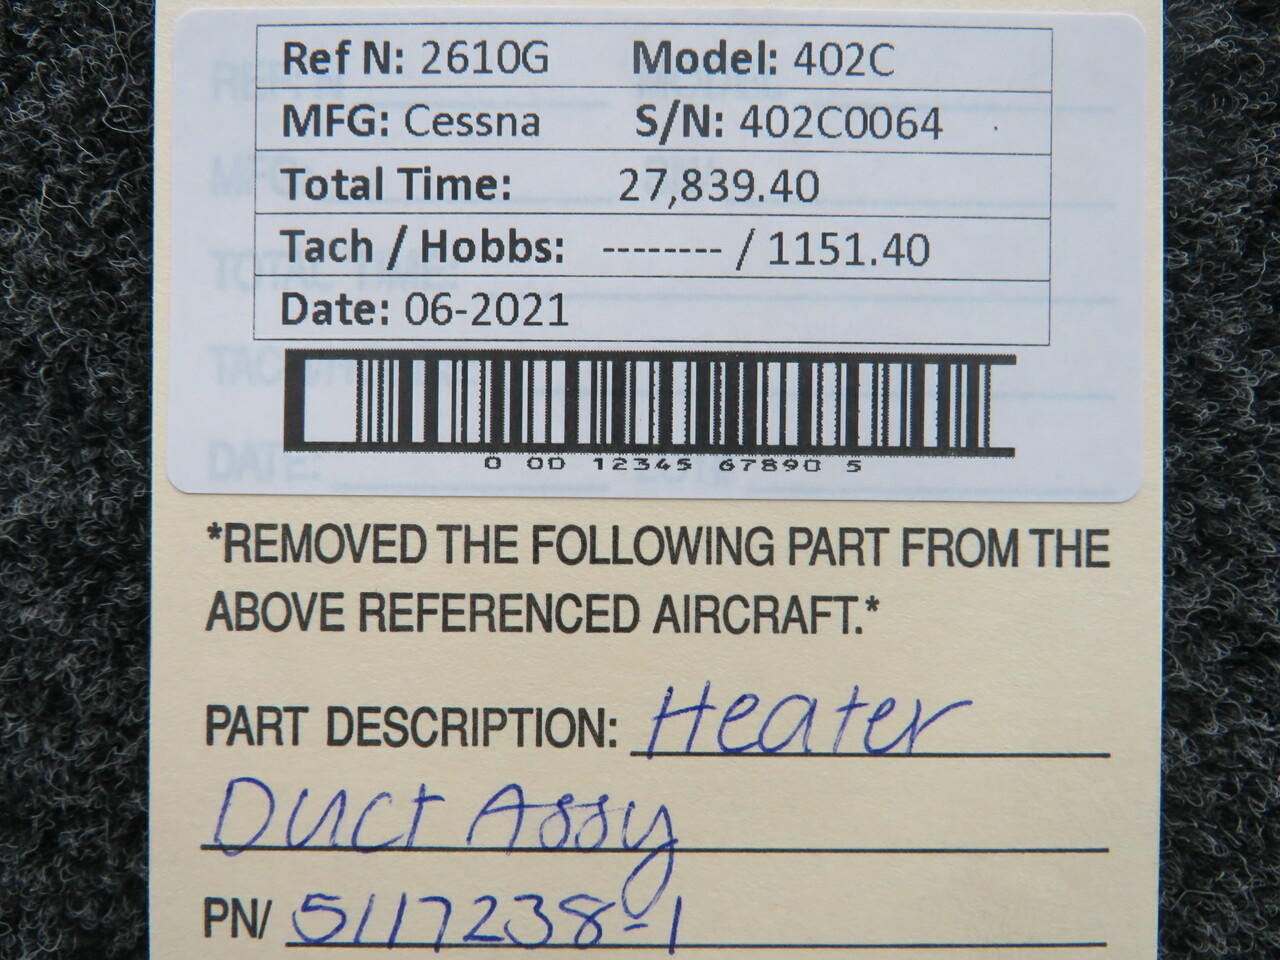 Ref N: 2610G Model: 402C
MFG: Cessna S/N: 402C0064
Total Time: 27,839.40
Tach / Hobbs: -------- / 1151.40
Date: 06-2021
0 00 12345 67890 5
*REMOVED THE FOLLOWING PART FROM THE
ABOVE REFERENCED AIRCRAFT.*
PART DESCRIPTION: Heater
Duct Assy
PN/ 5117238-1